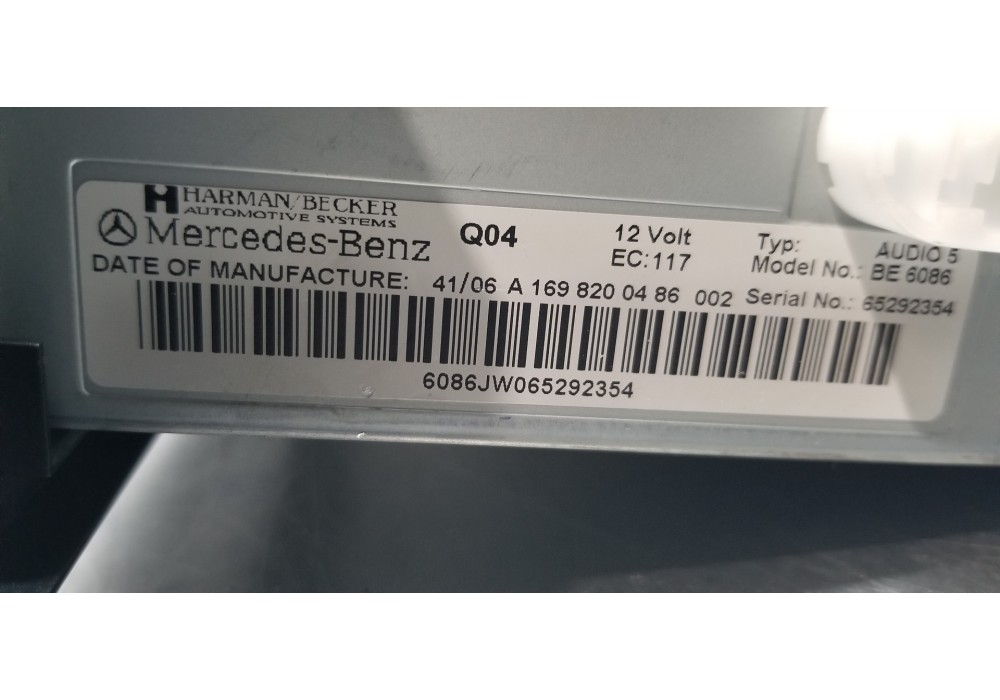 HARMAN/BECKER
AUTOMOTIVE SYSTEMS
Mercedes-Benz Q04 12 Volt Typ: AUDIO 5
EC:117 Model No.: BE 6086
DATE OF MANUFACTURE: 41/06 A 169 820 04 86 002 Serial No.: 65292354
6086JW065292354